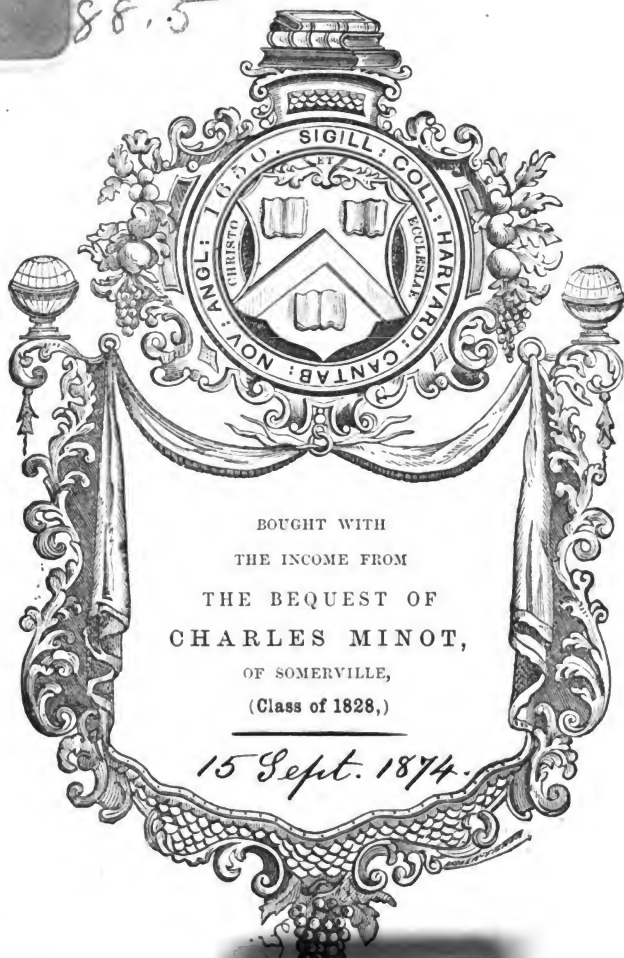 88.5
SIGILL: COLL: HARVARD: CANTAB: NOV: ANGL: 1650.
ET
CHRISTO
ECCLESIAE
BOUGHT WITH
THE INCOME FROM
THE BEQUEST OF
CHARLES MINOT,
OF SOMERVILLE,
(Class of 1828,)
15 Sept. 1874.